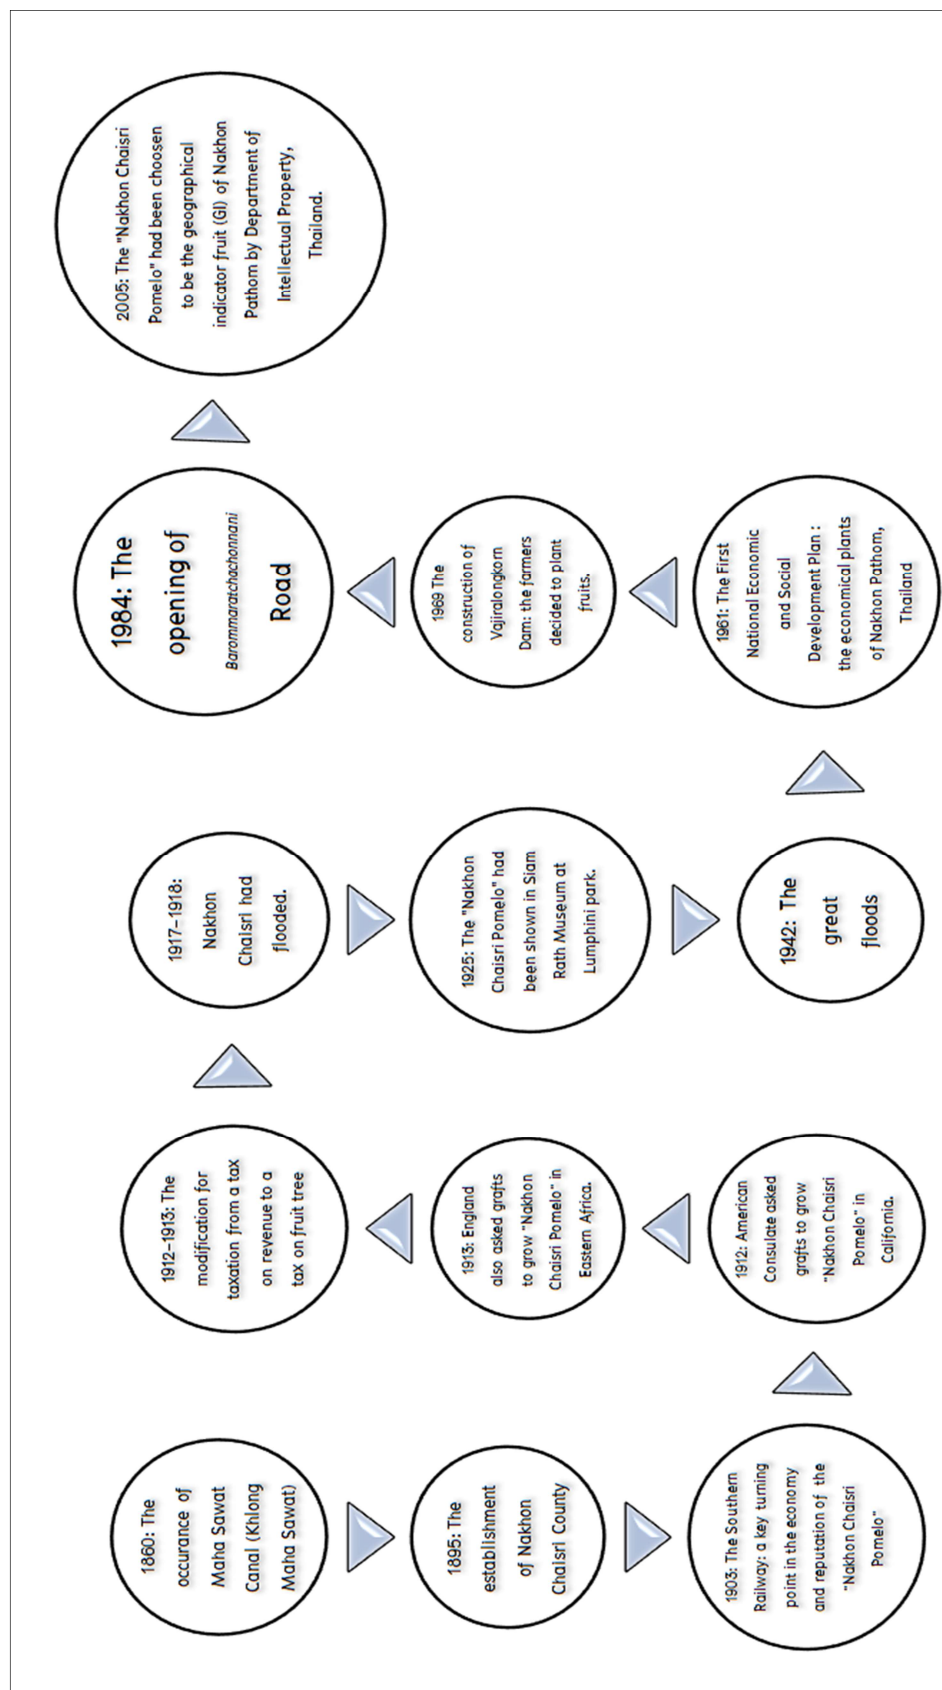 1860: The
occurance of
Maha Sawat
Canal (Khlong
Maha Sawat)
1895: The
establishment
of Nakhon
Chaisri County
1903: The Southern
Railway: a key turning
point in the economy
and reputation of the
"Nakhon Chaisri
Pomelo"
1912: American
Consulate asked
grafts to grow
"Nakhon Chaisri
Pomelo" in
California.
1913: England
also asked grafts
to grow "Nakhon
Chaisri Pomelo" in
Eastern Africa.
1912-1913: The
modification for
taxation from a tax
on revenue to a
tax on fruit tree
1917-1918:
Nakhon
Chaisri had
flooded.
1925: The "Nakhon
Chaisri Pomelo" had
been shown in Siam
Rath Museum at
Lumphini park.
1942: The
great
floods
1961: The First
National Economic
and Social
Development Plan :
the economical plants
of Nakhon Pathom,
Thailand
1969 The
construction of
Vajiralongkorn
Dam: the farmers
decided to plant
fruits.
1984: The
opening of
Barommaratchachonnani
Road
2005: The "Nakhon Chaisri
Pomelo" had been choosen
to be the geographical
indicator fruit (GI) of Nakhon
Pathom by Department of
Intellectual Property,
Thailand.